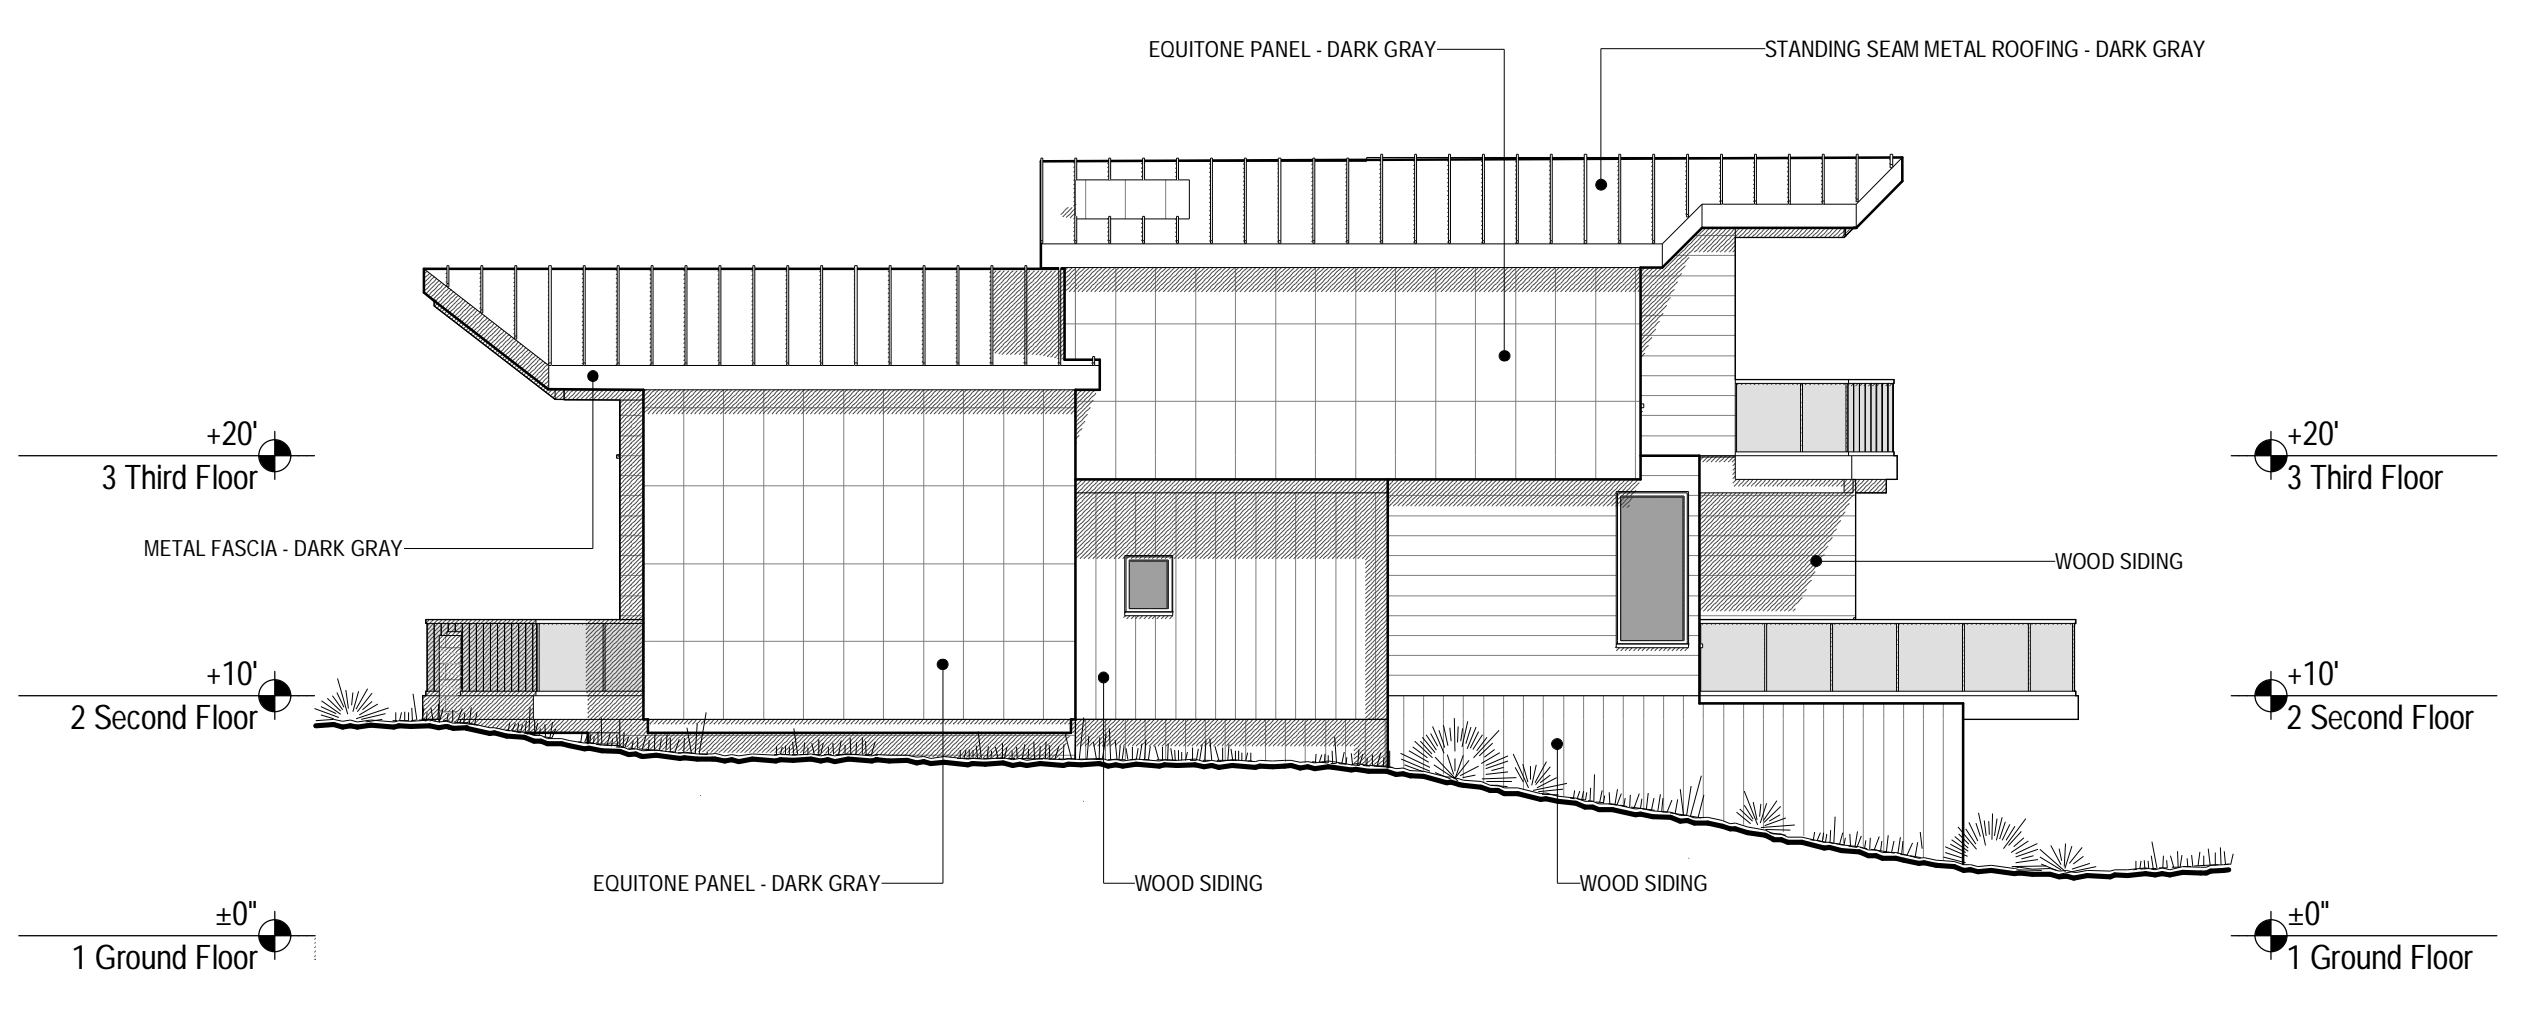 EQUITONE PANEL - DARK GRAY
STANDING SEAM METAL ROOFING - DARK GRAY
+20'
3 Third Floor
+20'
3 Third Floor
METAL FASCIA - DARK GRAY
WOOD SIDING
+10'
2 Second Floor
+10'
2 Second Floor
EQUITONE PANEL - DARK GRAY
WOOD SIDING
WOOD SIDING
±0"
1 Ground Floor
±0"
1 Ground Floor